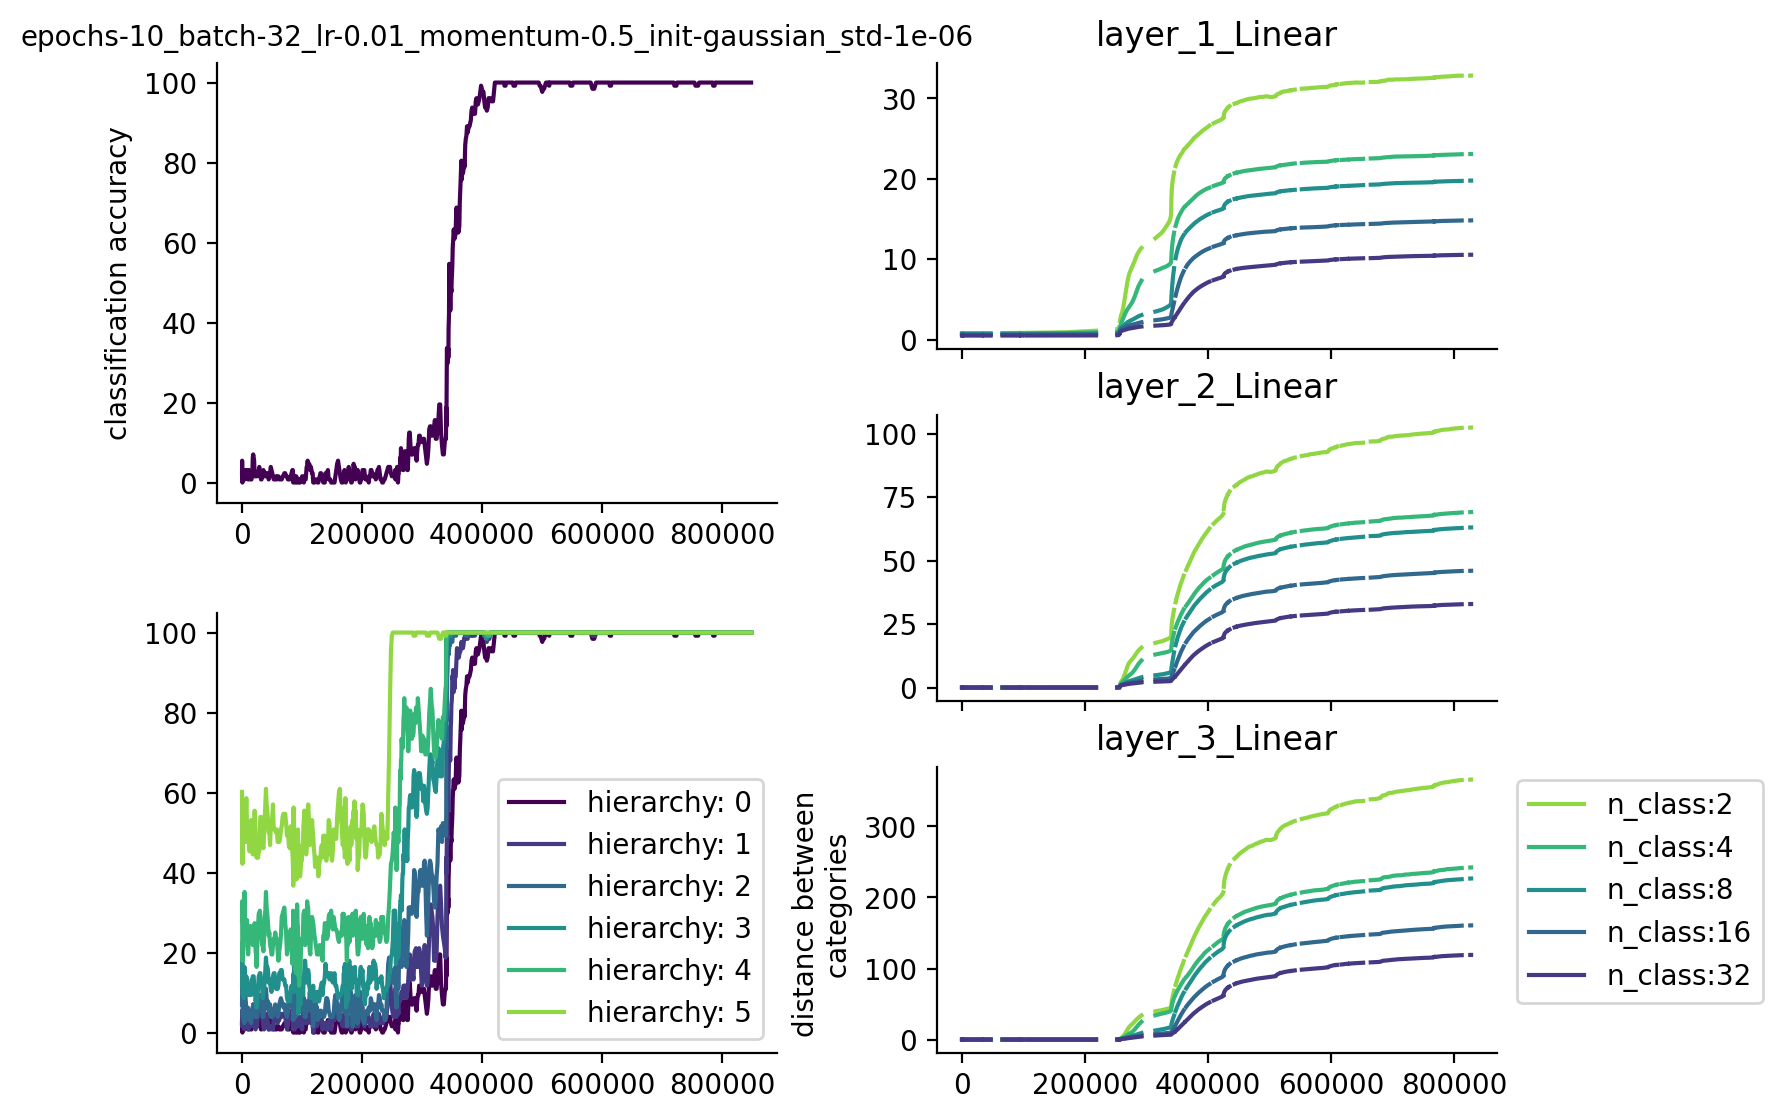 epochs-10_batch-32_lr-0.01_momentum-0.5_init-gaussian_std-1e-06
classification accuracy
100
80
60
40
20
0
0 200000 400000 600000 800000
100
80
60
40
20
0
0 200000 400000 600000 800000
hierarchy: 0
hierarchy: 1
hierarchy: 2
hierarchy: 3
hierarchy: 4
hierarchy: 5
layer_1_Linear
30
20
10
0
layer_2_Linear
100
75
50
25
0
layer_3_Linear
distance between
categories
300
200
100
0
0 200000 400000 600000 800000
n_class:2
n_class:4
n_class:8
n_class:16
n_class:32